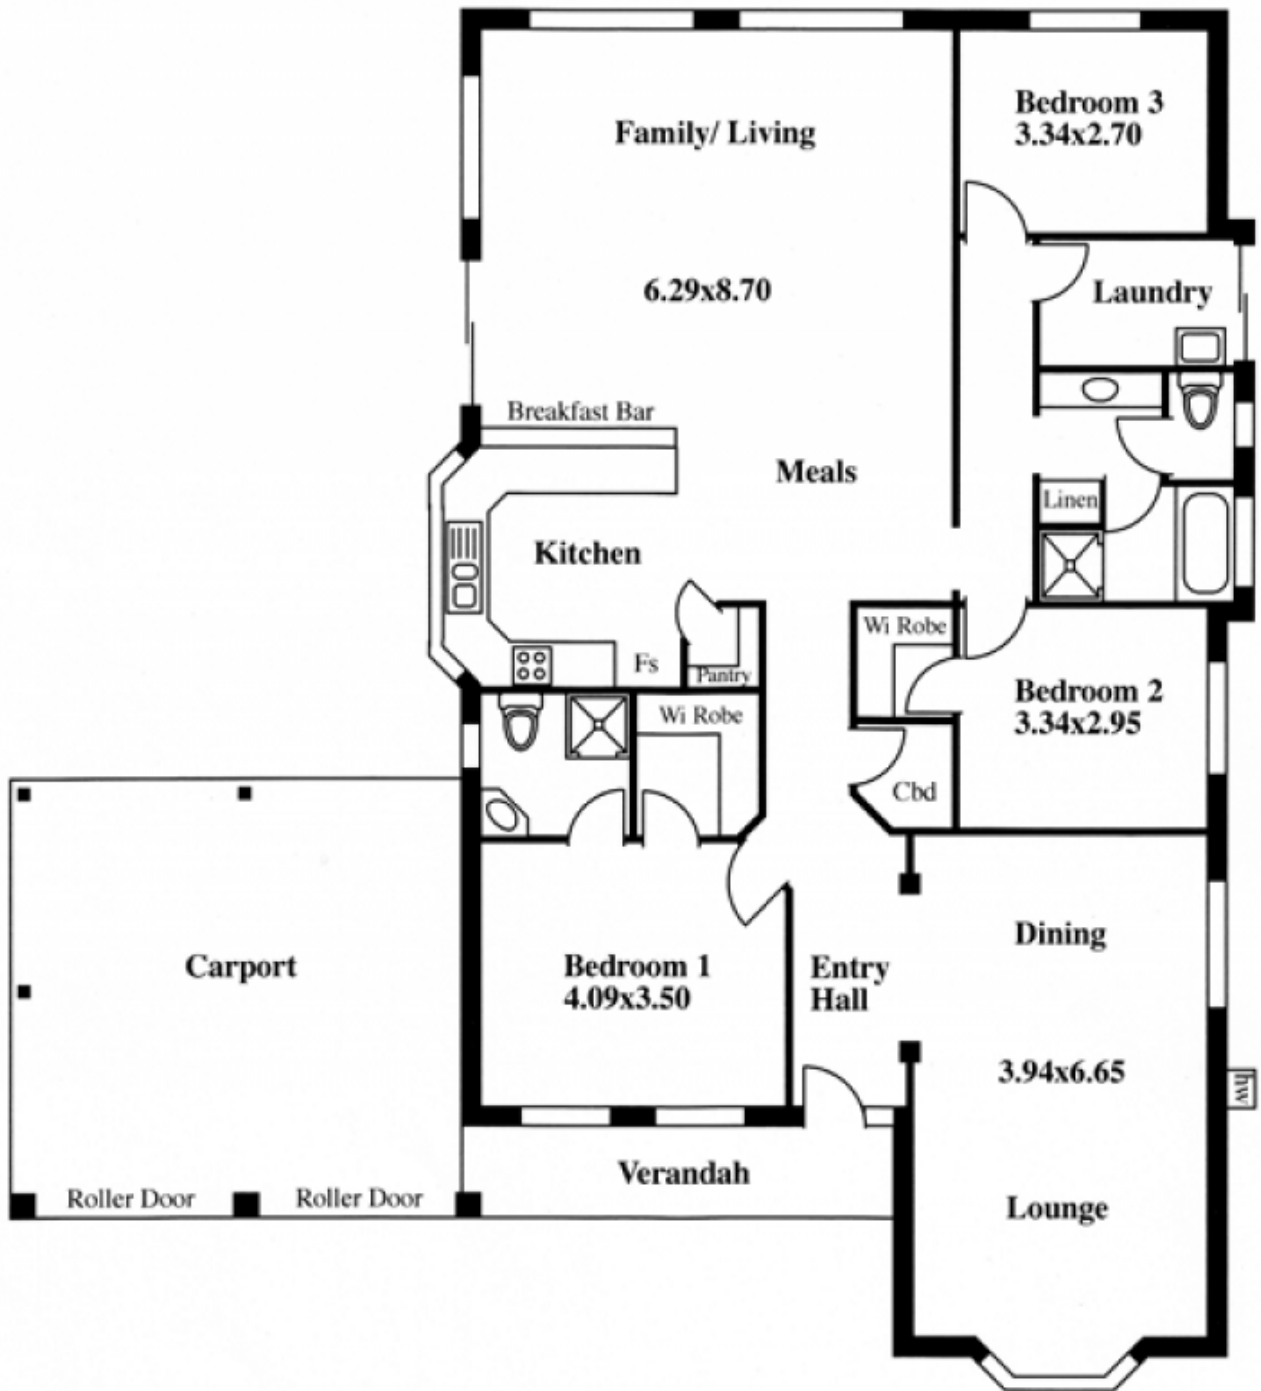 Bedroom 3
3.34x2.70
Family/ Living
6.29x8.70
Laundry
Breakfast Bar
Meals
Linen
Kitchen
Wi Robe
Fs
Pantry
Bedroom 2
3.34x2.95
Wi Robe
Cbd
Dining
Carport
Bedroom 1
4.09x3.50
Entry
Hall
3.94x6.65
hw
Verandah
Roller Door
Roller Door
Lounge